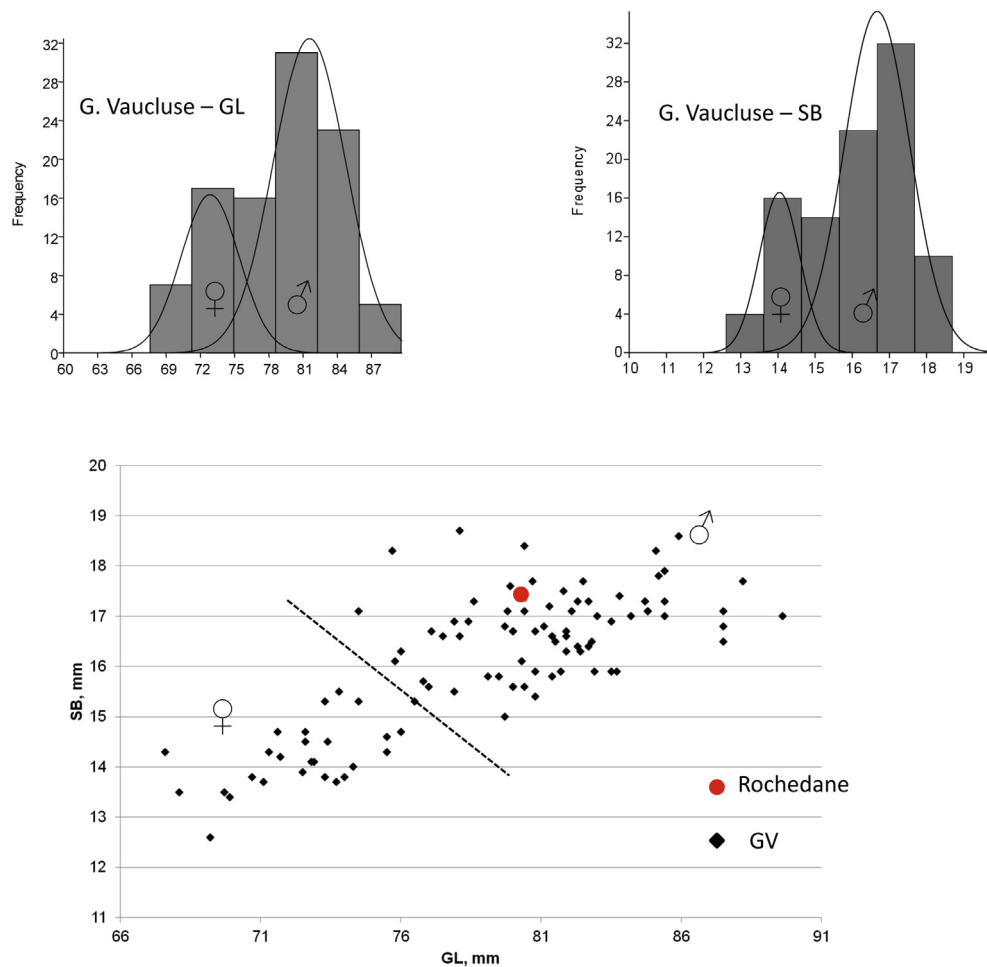 G. Vaucluse – GL
Frequency
32
28
24
20
16
12
8
4
0
60 63 66 69 72 75 78 81 84 87
♀ ♂
G. Vaucluse – SB
Frequency
32
28
24
20
16
12
8
4
0
10 11 12 13 14 15 16 17 18 19
♀ ♂
SB, mm
20
19
18
17
16
15
14
13
12
11
66 71 76 81 86 91
GL, mm
♀ ♂
Rochedane
GV